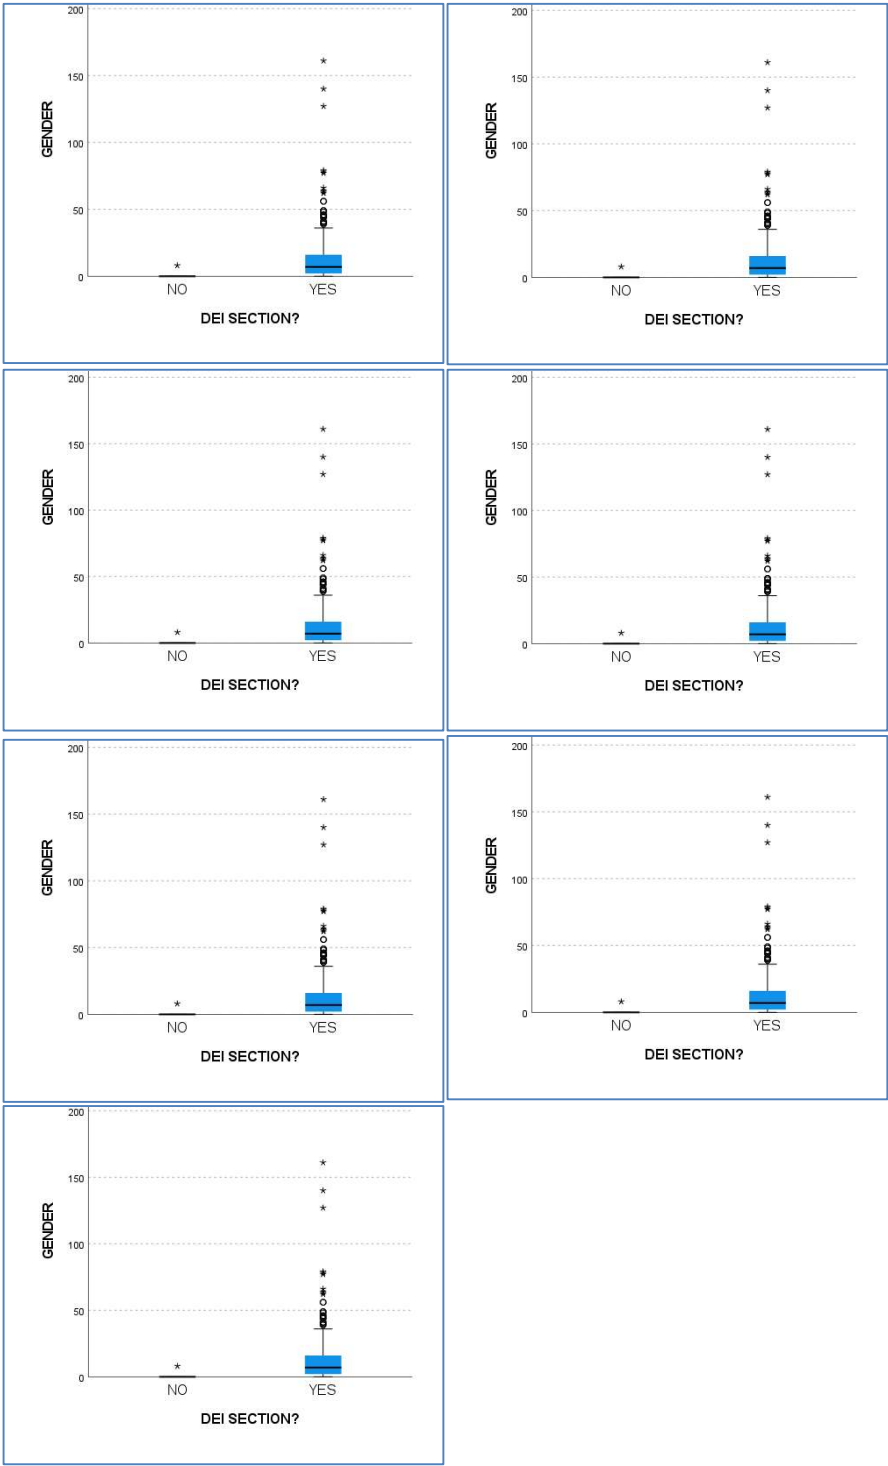 200
150
GENDER
100
50
0
NO YES
DEI SECTION?
200
150
GENDER
100
50
0
NO YES
DEI SECTION?
200
150
GENDER
100
50
0
NO YES
DEI SECTION?
200
150
GENDER
100
50
0
NO YES
DEI SECTION?
200
150
GENDER
100
50
0
NO YES
DEI SECTION?
200
150
GENDER
100
50
0
NO YES
DEI SECTION?
200
150
GENDER
100
50
0
NO YES
DEI SECTION?